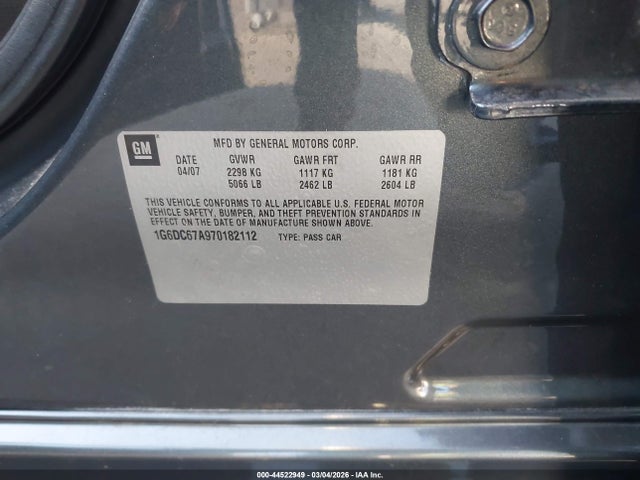 GM
MFD BY GENERAL MOTORS CORP.
DATE GVWR GAWR FRT GAWR RR
04/07 2298 KG 1117 KG 1181 KG
5066 LB 2462 LB 2604 LB
THIS VEHICLE CONFORMS TO ALL APPLICABLE U.S. FEDERAL MOTOR
VEHICLE SAFETY, BUMPER, AND THEFT PREVENTION STANDARDS IN
EFFECT ON THE DATE OF MANUFACTURE SHOWN ABOVE.
1G6DC67A970182112 TYPE: PASS CAR
000-44522949 - 03/04/2026 - IAA Inc.